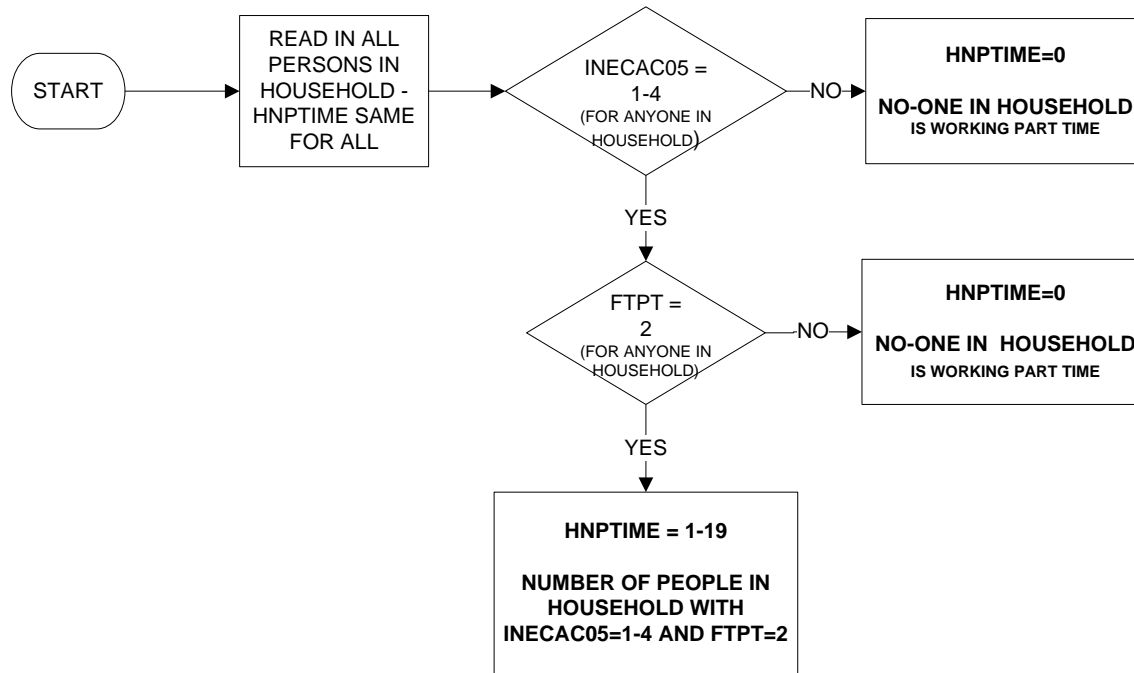 START
READ IN ALL
PERSONS IN
HOUSEHOLD -
HNPTIME SAME
FOR ALL
INECAC05 =
1-4
(FOR ANYONE IN
HOUSEHOLD)
NO
HNPTIME=0
NO-ONE IN HOUSEHOLD
IS WORKING PART TIME
YES
FTPT =
2
(FOR ANYONE IN
HOUSEHOLD)
NO
HNPTIME=0
NO-ONE IN HOUSEHOLD
IS WORKING PART TIME
YES
HNPTIME = 1-19
NUMBER OF PEOPLE IN
HOUSEHOLD WITH
INECAC05=1-4 AND FTPT=2